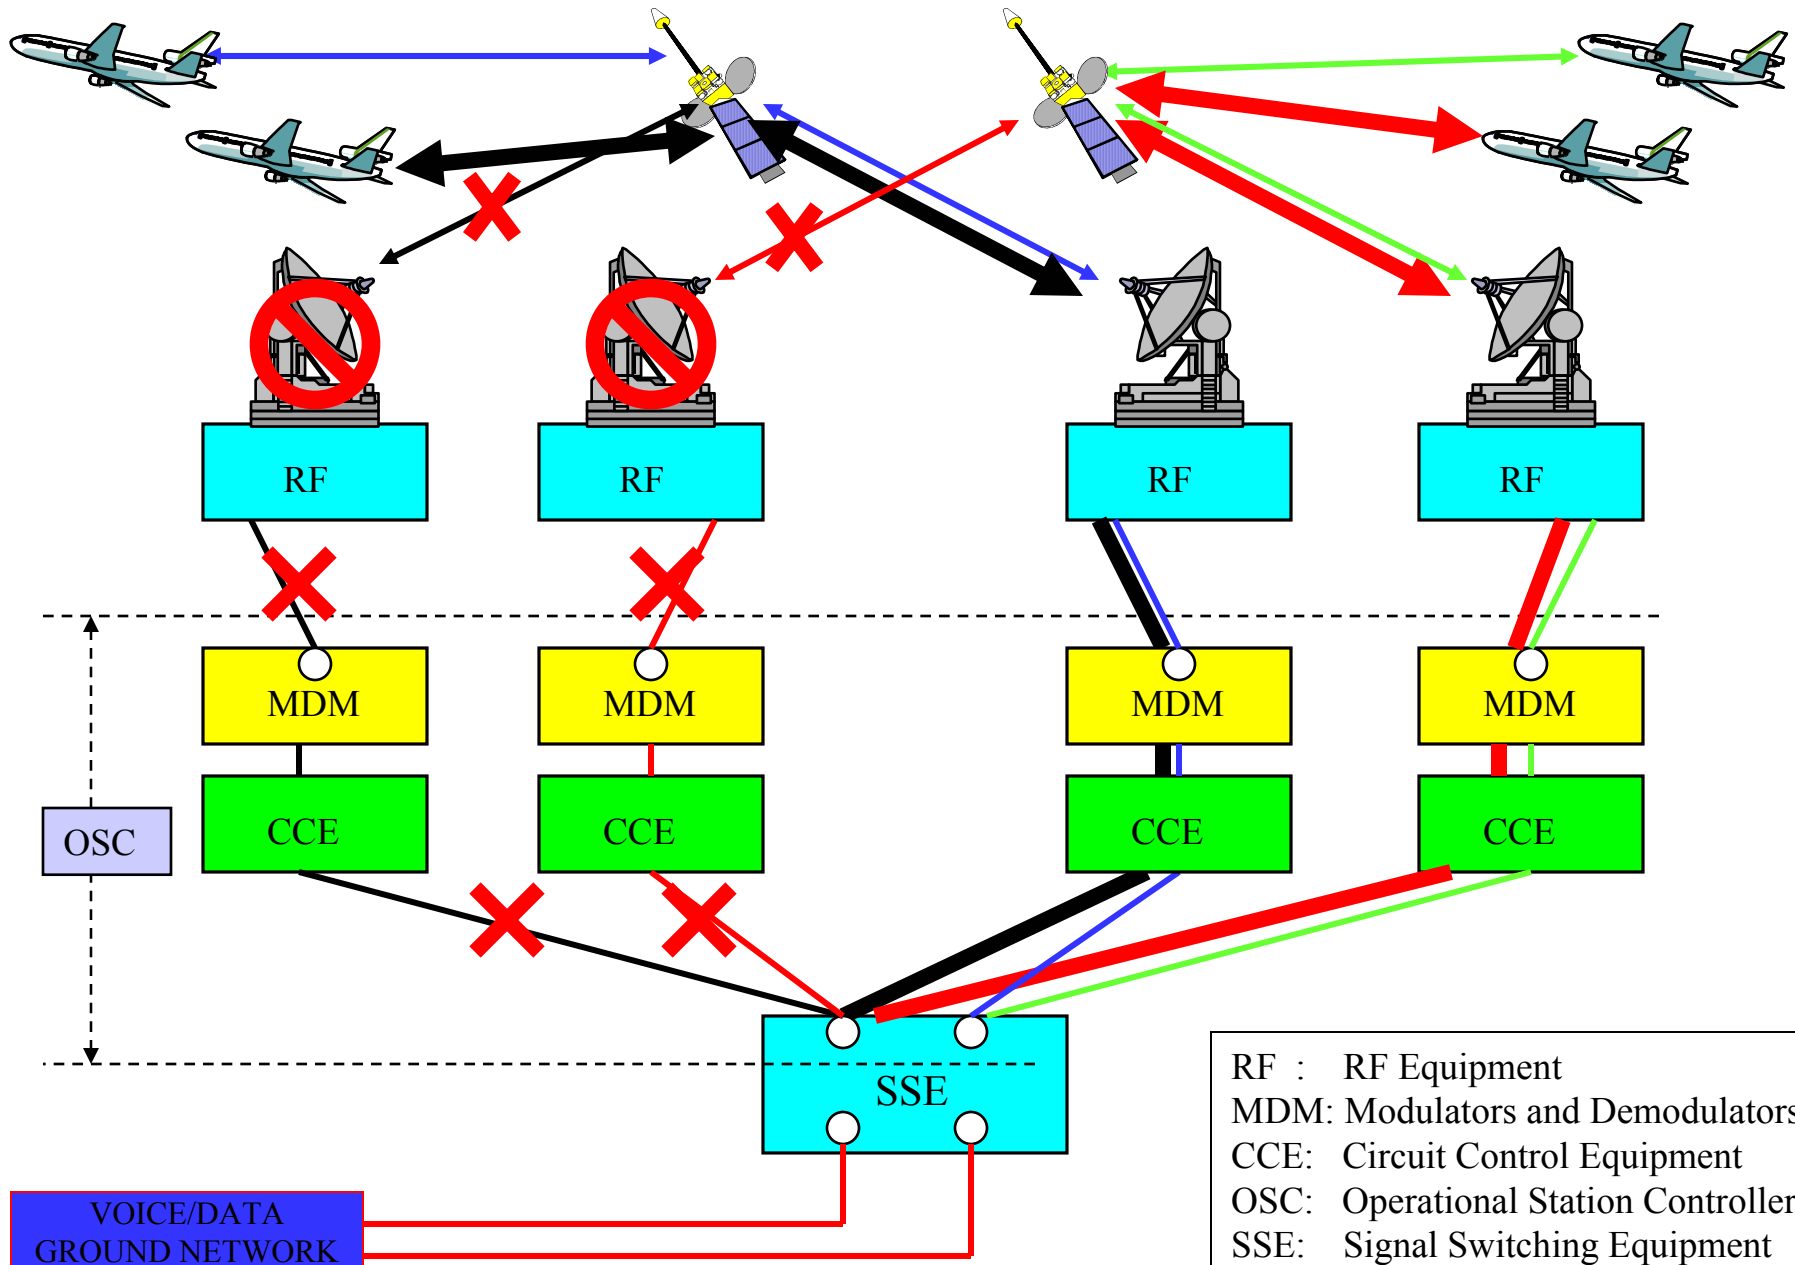 RF
RF
RF
RF
MDM
MDM
MDM
MDM
OSC
CCE
CCE
CCE
CCE
SSE
RF : RF Equipment
MDM: Modulators and Demodulators
CCE: Circuit Control Equipment
OSC: Operational Station Controller
SSE: Signal Switching Equipment
VOICE/DATA
GROUND NETWORK